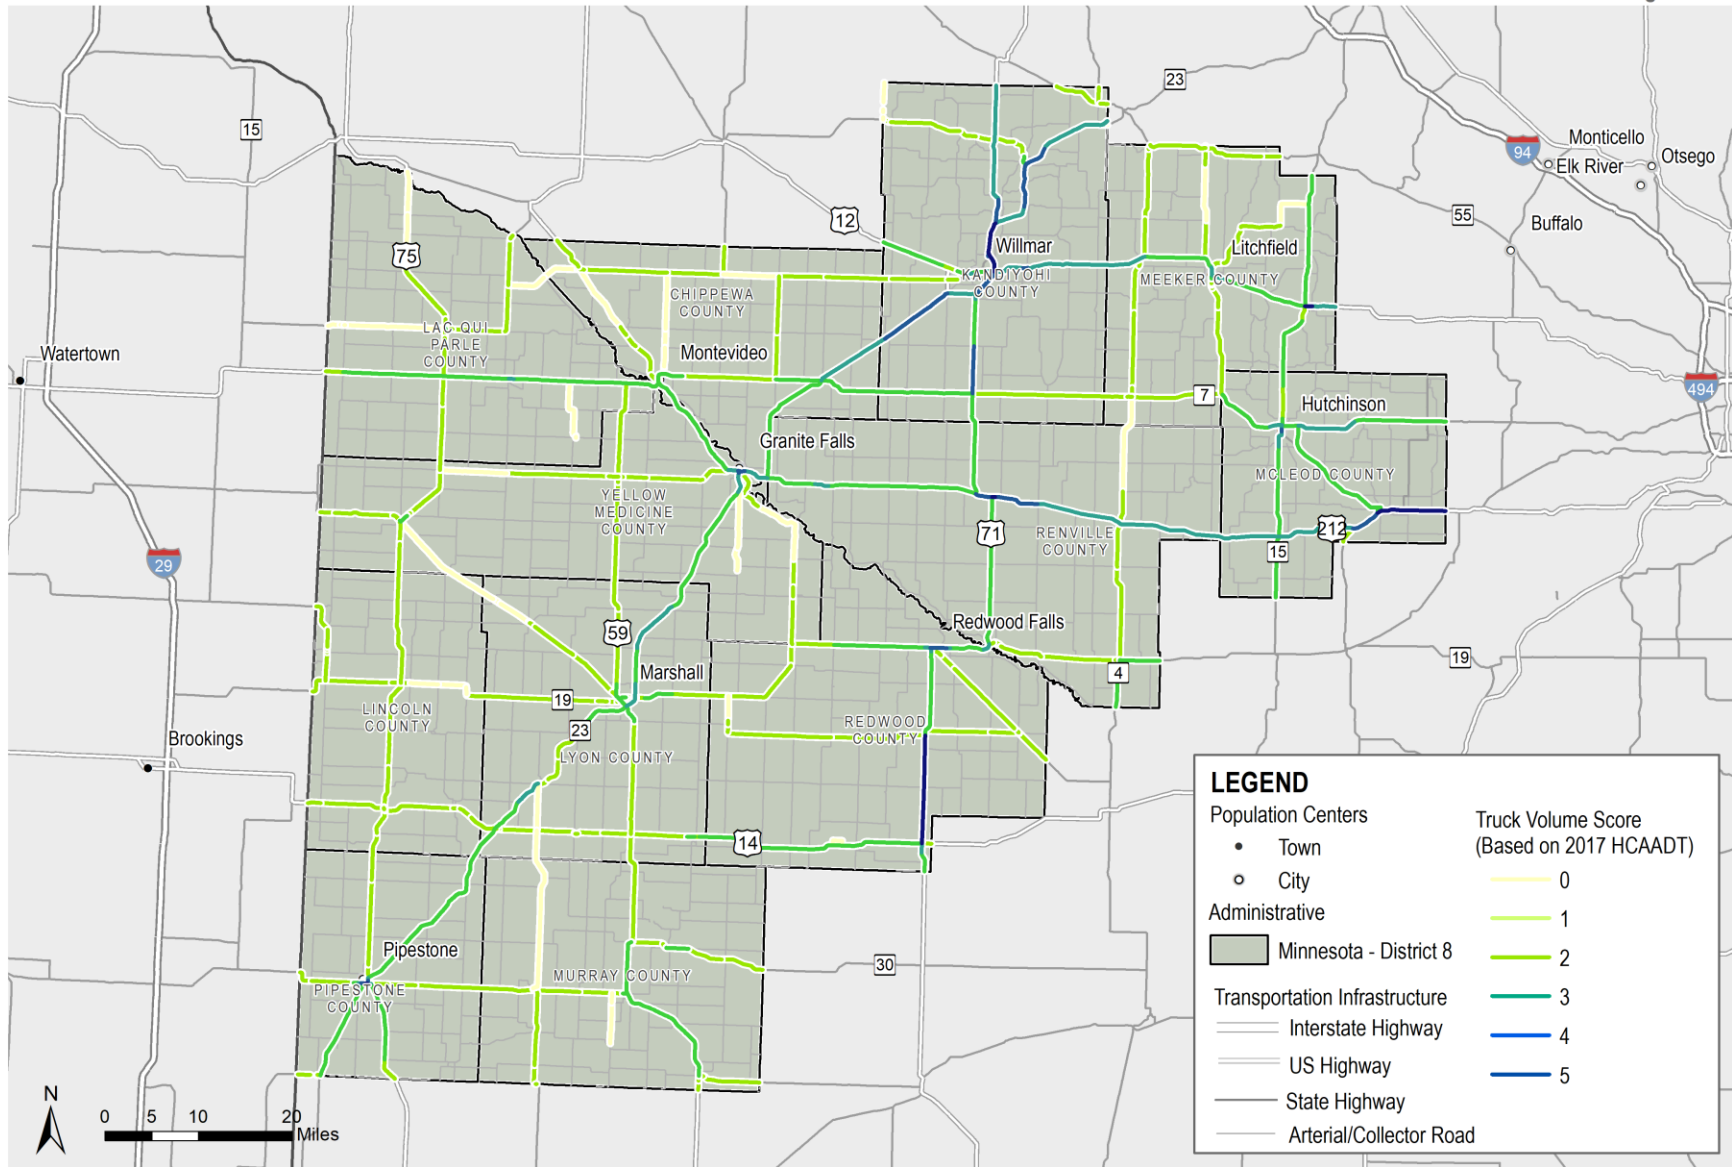 23
15
94
Monticello
Elk River
Otsego
12
55
Buffalo
75
Willmar
Litchfield
KANDIYOHI
COUNTY
MEEKER COUNTY
CHIPPEWA
COUNTY
LAC QUI
PARLE
COUNTY
Watertown
Montevideo
494
7
Hutchinson
Granite Falls
MCLEOD COUNTY
YELLOW
MEDICINE
COUNTY
71
RENVILLE
COUNTY
212
15
29
Redwood Falls
59
19
Marshall
4
19
LINCOLN
COUNTY
23
REDWOOD
COUNTY
Brookings
LYON COUNTY
14
Pipestone
30
PIPESTONE
COUNTY
MURRAY COUNTY
LEGEND
Population Centers
Town
City
Administrative
Minnesota - District 8
Transportation Infrastructure
Interstate Highway
US Highway
State Highway
Arterial/Collector Road
Truck Volume Score
(Based on 2017 HCAADT)
0
1
2
3
4
5
N
0 5 10 20
Miles